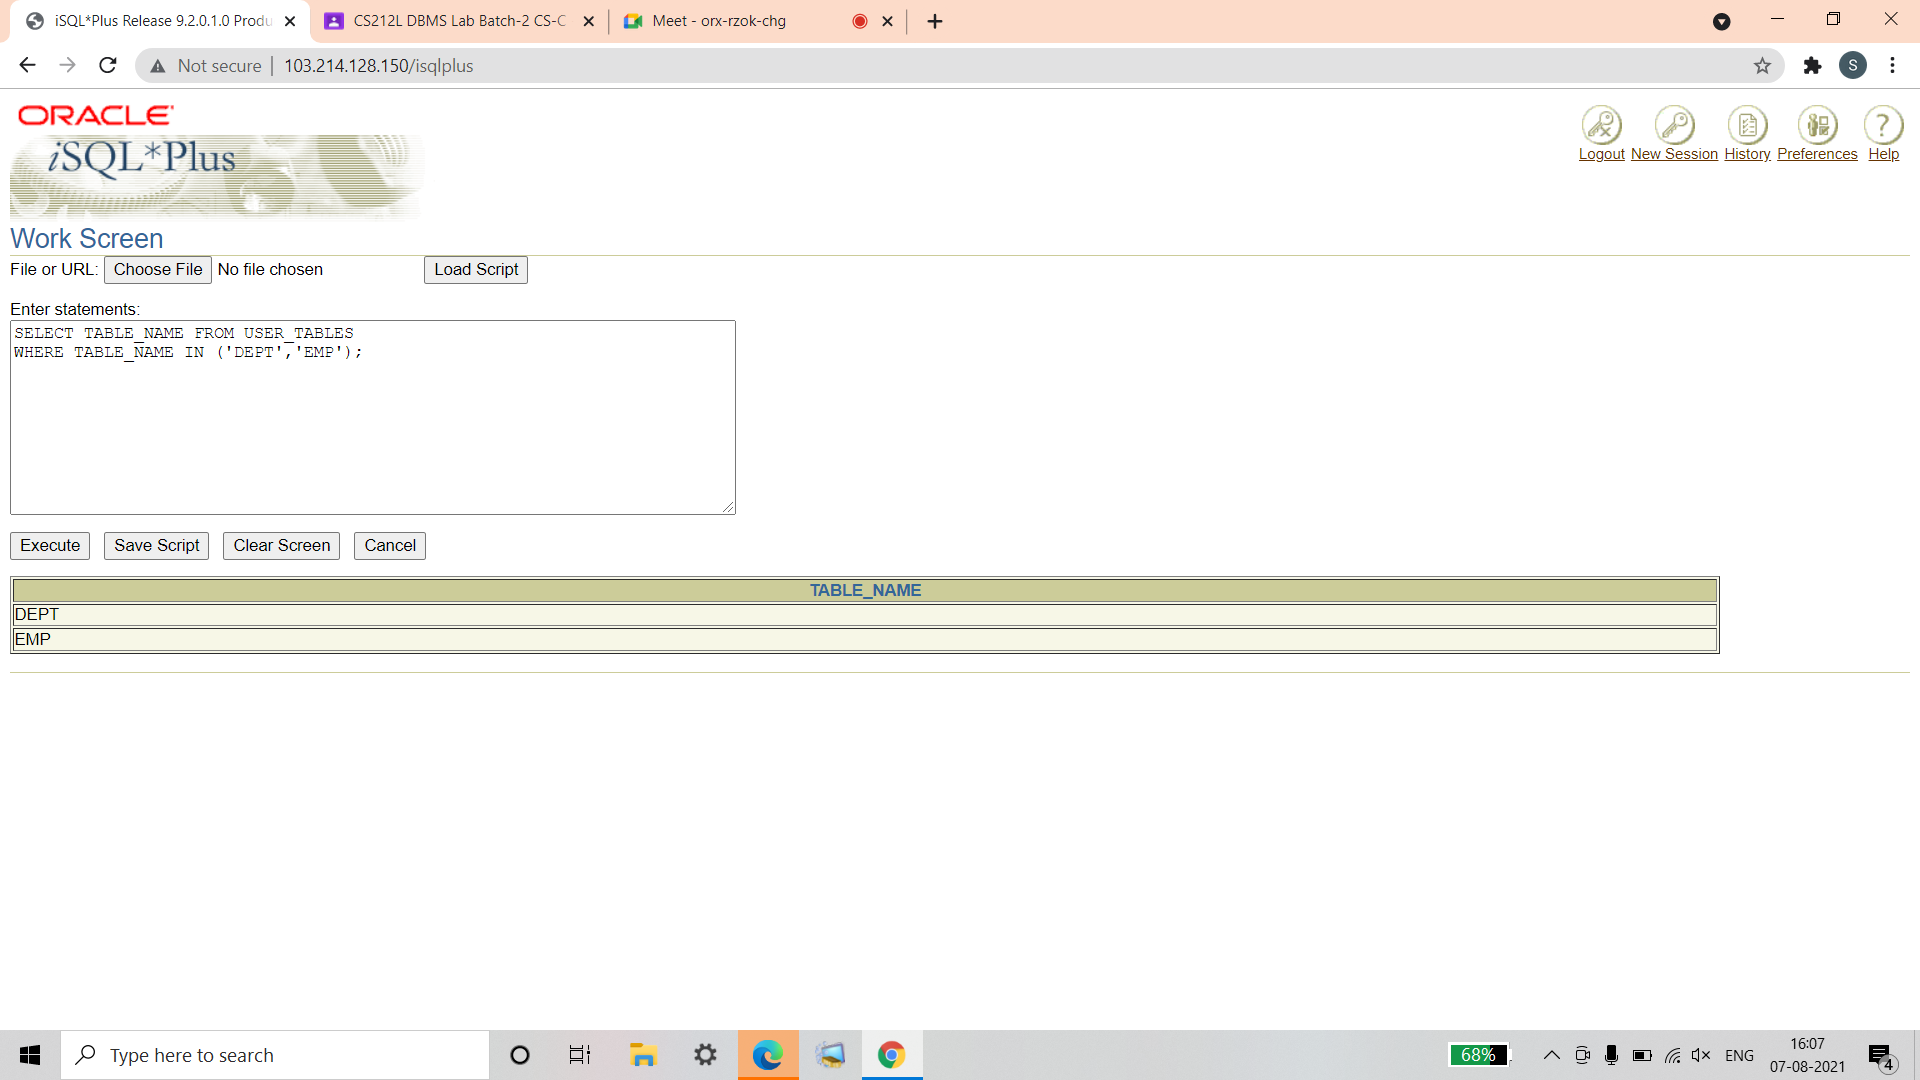 iSQL*Plus Release 9.2.0.1.0 Produ
CS212L DBMS Lab Batch-2 CS-C
Meet - orx-rzok-chg
Not secure
103.214.128.150/isqlplus
S
ORACLE
iSQL*Plus
Logout New Session History Preferences Help
Work Screen
File or URL: Choose File No file chosen Load Script
Enter statements:
SELECT TABLE_NAME FROM USER_TABLES
WHERE TABLE_NAME IN ('DEPT','EMP');
Execute Save Script Clear Screen Cancel
TABLE_NAME
DEPT
EMP
Type here to search
68%
ENG
16:07
07-08-2021
4